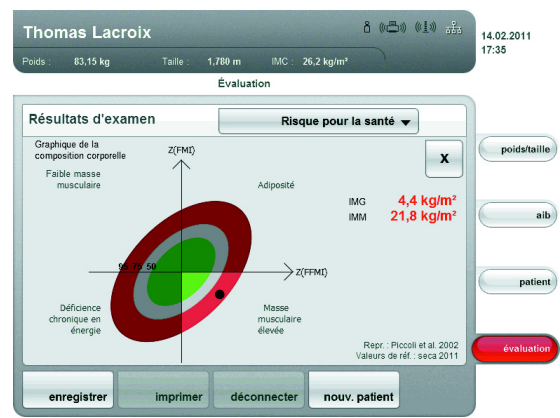 Thomas Lacroix
Poids : 83,15 kg Taille : 1,780 m IMC : 26,2 kg/m²
14.02.2011
17:35
Évaluation
Résultats d'examen
Risque pour la santé
Graphique de la
composition corporelle
Z(FMI)
X
Faible masse
musculaire
Adiposité
IMG 4,4 kg/m²
IMM 21,8 kg/m²
95 75 50
Z(FFMI)
Déficience
chronique en
énergie
Masse
musculaire
élevée
Repr. : Piccoli et al. 2002
Valeurs de réf. : seca 2011
poids/taille
aib
patient
évaluation
enregistrer
imprimer
déconnecter
nouv. patient